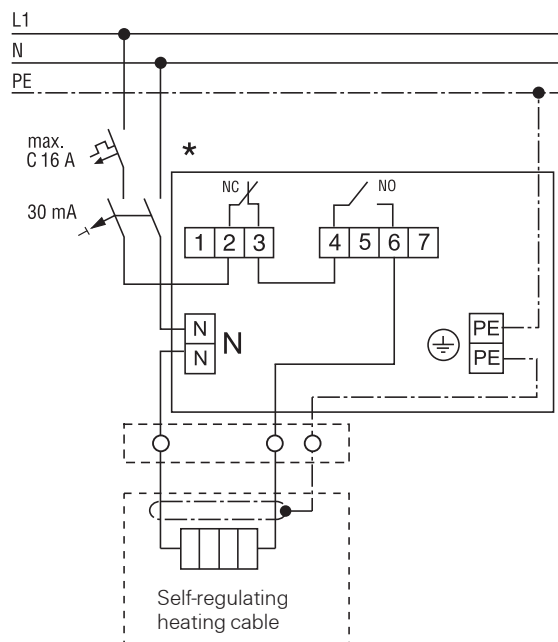 L1
N
PE
max.
C 16 A
*
30 mA
NC
NO
1 2 3
4 5 6 7
N
N
N
PE
PE
Self-regulating
heating cable